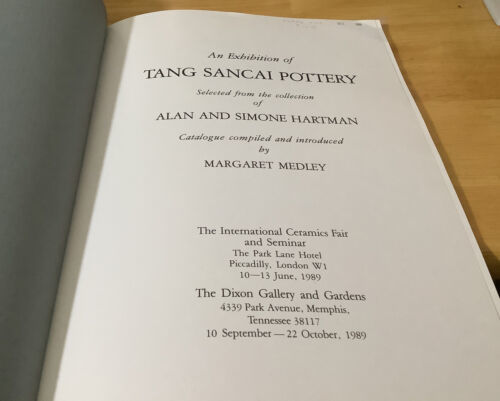 An Exhibition of
TANG SANCAI POTTERY
Selected from the collection
of
ALAN AND SIMONE HARTMAN
Catalogue compiled and introduced
by
MARGARET MEDLEY
The International Ceramics Fair
and Seminar
The Park Lane Hotel
Piccadilly, London W1
10—13 June, 1989
The Dixon Gallery and Gardens
4339 Park Avenue, Memphis,
Tennessee 38117
10 September—22 October, 1989